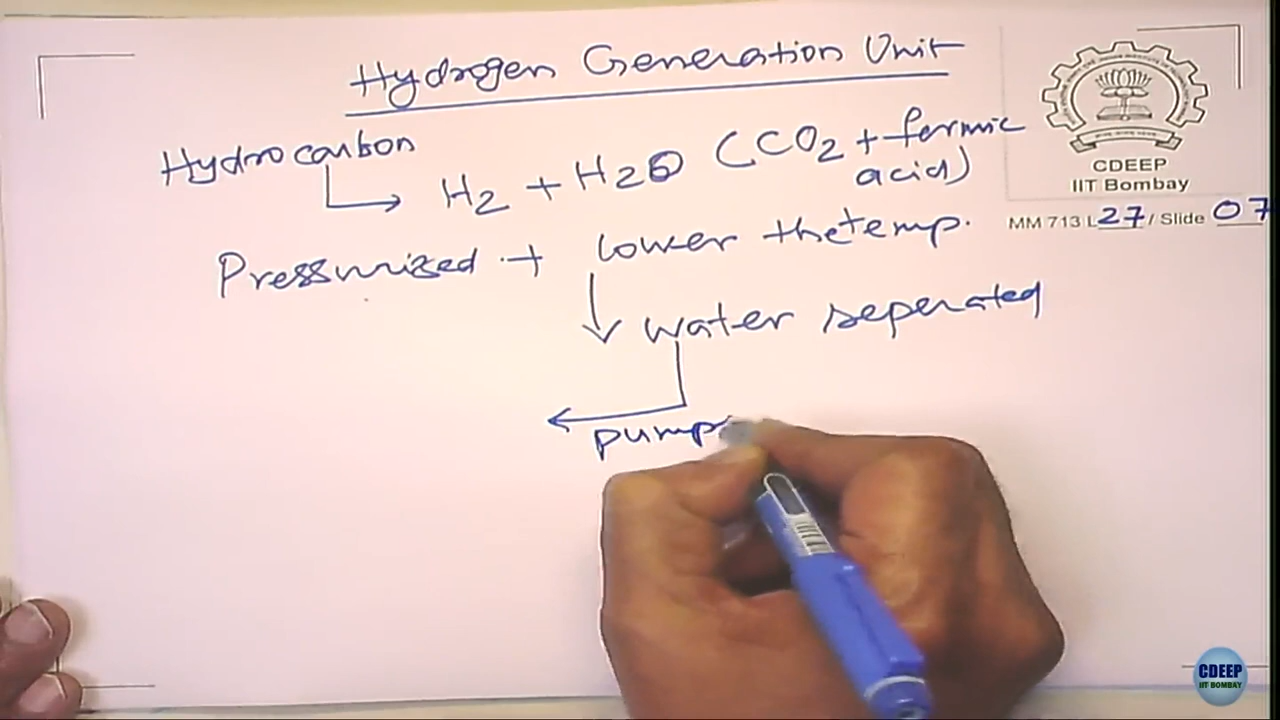 Hydrogen Generation Unit
Hydrocarbon
H2 + H2O (CO2 + formic acid)
Pressurized + lower the temp.
water seperated
pump
CDEEP
IIT Bombay
MM 713 L27 / Slide 07
CDEEP
IIT BOMBAY